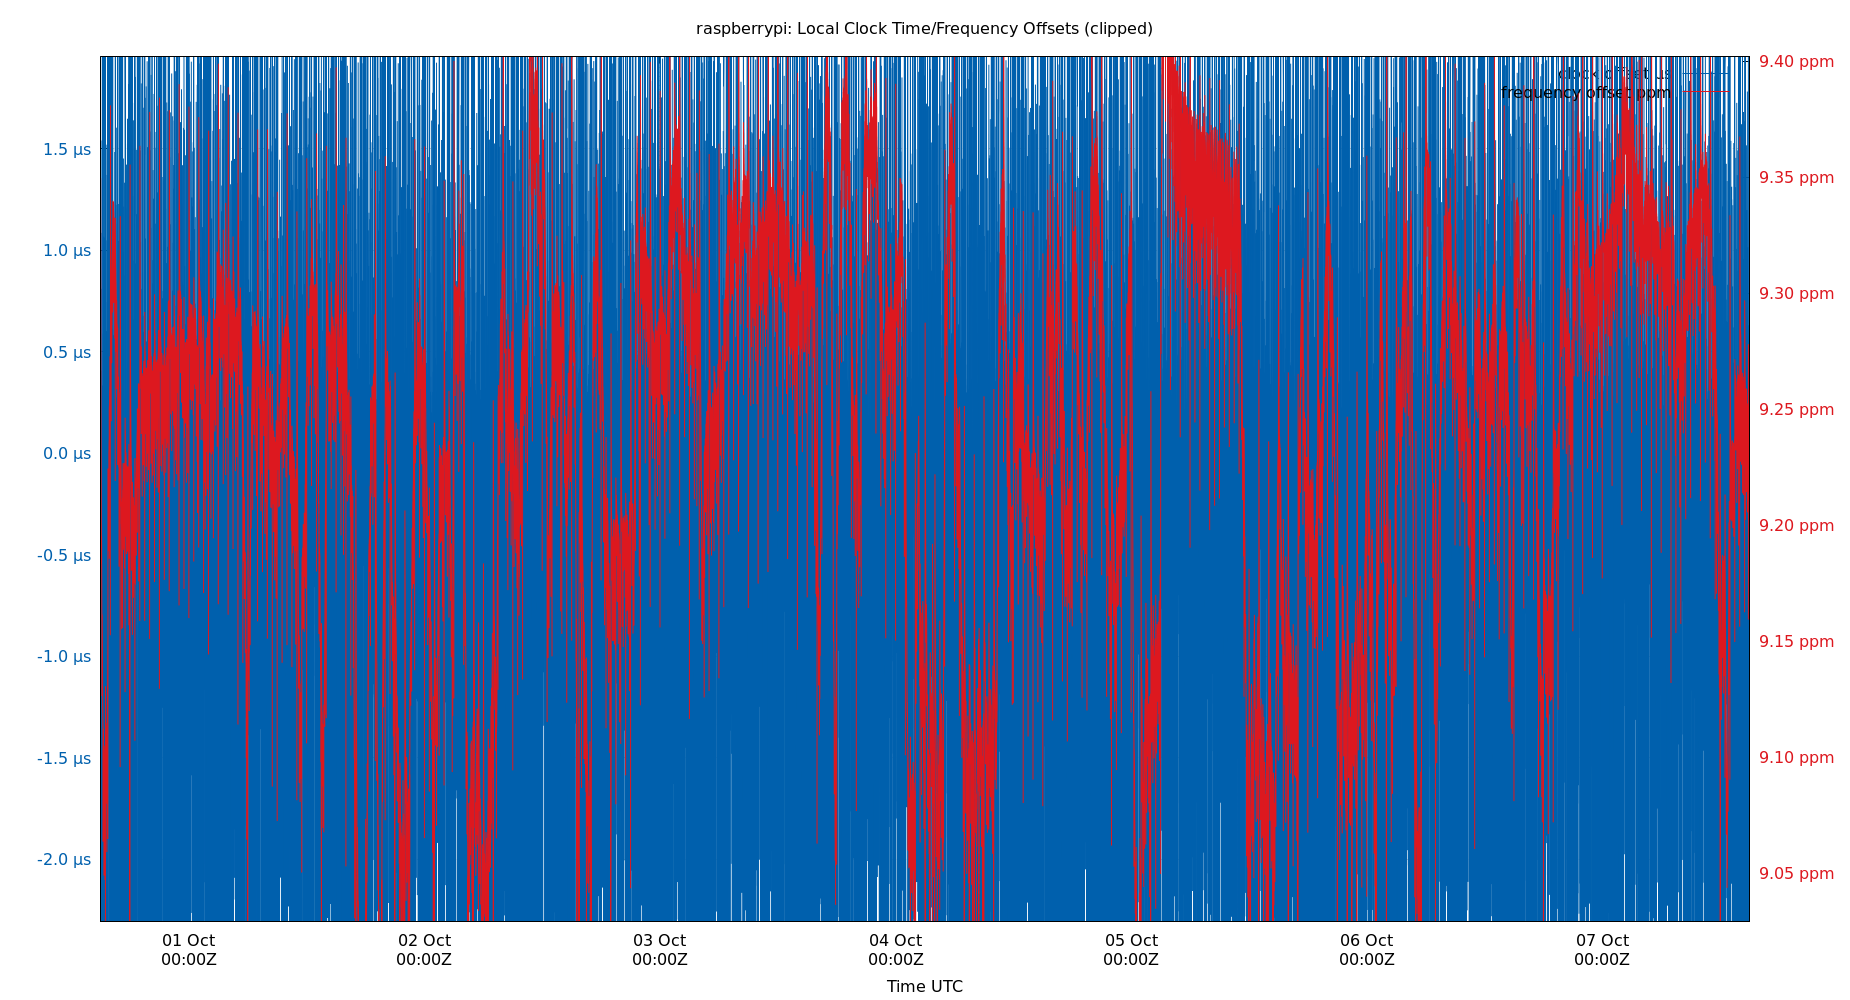 raspberrypi: Local Clock Time/Frequency Offsets (clipped)
clock offset µs
frequency offset ppm
1.5 µs
1.0 µs
0.5 µs
0.0 µs
-0.5 µs
-1.0 µs
-1.5 µs
-2.0 µs
9.40 ppm
9.35 ppm
9.30 ppm
9.25 ppm
9.20 ppm
9.15 ppm
9.10 ppm
9.05 ppm
01 Oct 02 Oct 03 Oct 04 Oct 05 Oct 06 Oct 07 Oct
00:00Z 00:00Z 00:00Z 00:00Z 00:00Z 00:00Z 00:00Z
Time UTC